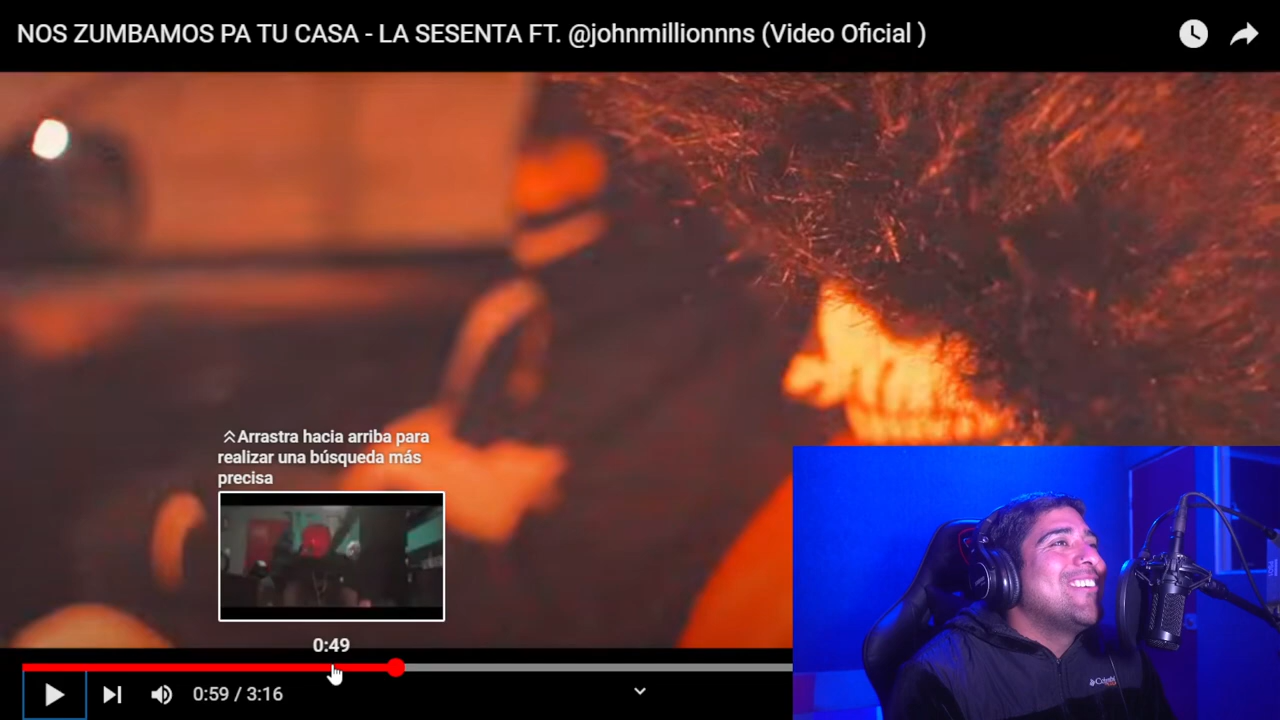 NOS ZUMBAMOS PA TU CASA - LA SESENTA FT. @johnmillionnns (Video Oficial )
Arrastra hacia arriba para
realizar una búsqueda más
precisa
0:49
0:59 / 3:16
Columbia